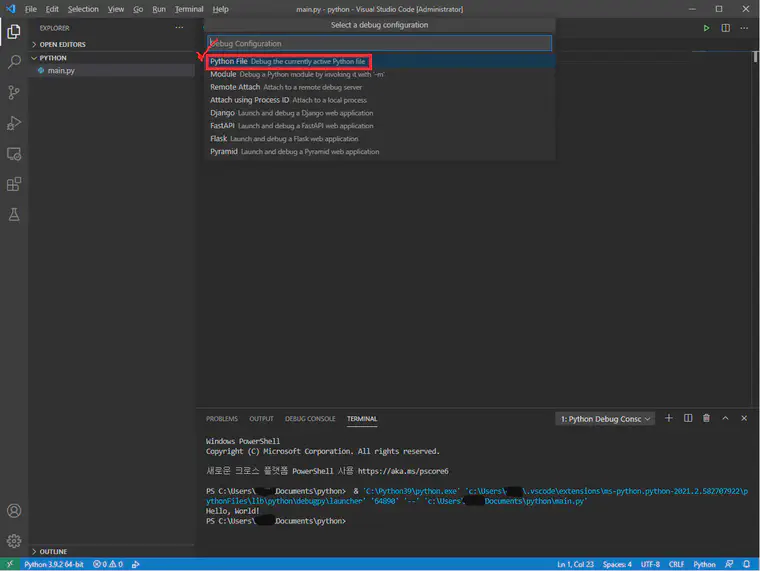 File Edit Selection View Go Run Terminal Help main.py - python - Visual Studio Code [Administrator]
Select a debug configuration
EXPLORER
Debug Configuration
OPEN EDITORS
PYTHON
main.py
Python File Debug the currently active Python file
Module Debug a Python module by invoking it with '-m'
Remote Attach Attach to a remote debug server
Attach using Process ID Attach to a local process
Django Launch and debug a Django web application
FastAPI Launch and debug a FastAPI web application
Flask Launch and debug a Flask web application
Pyramid Launch and debug a Pyramid web application
PROBLEMS OUTPUT DEBUG CONSOLE TERMINAL 1: Python Debug Consc
Windows PowerShell
Copyright (C) Microsoft Corporation. All rights reserved.
새로운 크로스 플랫폼 PowerShell 사용 https://aka.ms/pscore6
PS C:\Users\ Documents\python> & 'C:\Python39\python.exe' 'c:\Users\ \.vscode\extensions\ms-python.python-2021.2.582707922\p
ythonFiles\lib\python\debugpy\launcher' '64890' '--' 'c:\Users\ Documents\python\main.py'
Hello, World!
PS C:\Users\ Documents\python>
OUTLINE
Python 3.9.2 64-bit 0 0 Ln 1, Col 23 Spaces: 4 UTF-8 CRLF Python